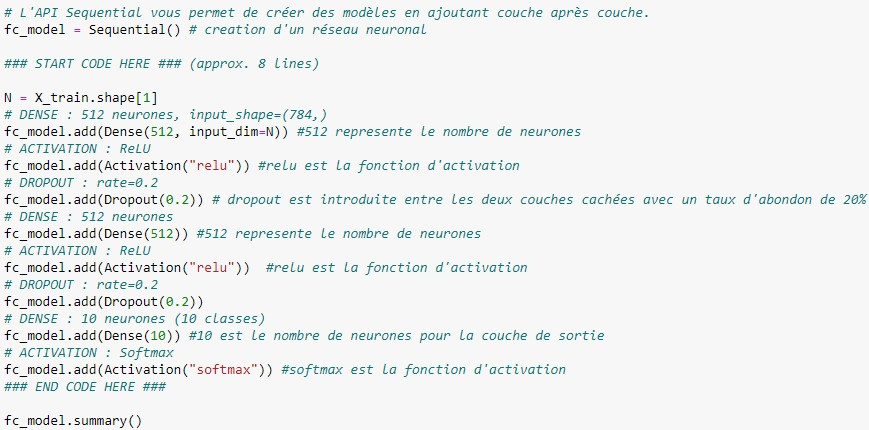 # L'API Sequential vous permet de créer des modèles en ajoutant couche après couche.
fc_model = Sequential() # creation d'un réseau neuronal
### START CODE HERE ### (approx. 8 lines)
N = X_train.shape[1]
# DENSE : 512 neurones, input_shape=(784,)
fc_model.add(Dense(512, input_dim=N)) #512 represente le nombre de neurones
# ACTIVATION : ReLU
fc_model.add(Activation("relu")) #relu est la fonction d'activation
# DROPOUT : rate=0.2
fc_model.add(Dropout(0.2)) # dropout est introduite entre les deux couches cachées avec un taux d'abondon de 20%
# DENSE : 512 neurones
fc_model.add(Dense(512)) #512 represente le nombre de neurones
# ACTIVATION : ReLU
fc_model.add(Activation("relu"))  #relu est la fonction d'activation
# DROPOUT : rate=0.2
fc_model.add(Dropout(0.2))
# DENSE : 10 neurones (10 classes)
fc_model.add(Dense(10)) #10 est le nombre de neurones pour la couche de sortie
# ACTIVATION : Softmax
fc_model.add(Activation("softmax")) #softmax est la fonction d'activation
### END CODE HERE ###
fc_model.summary()